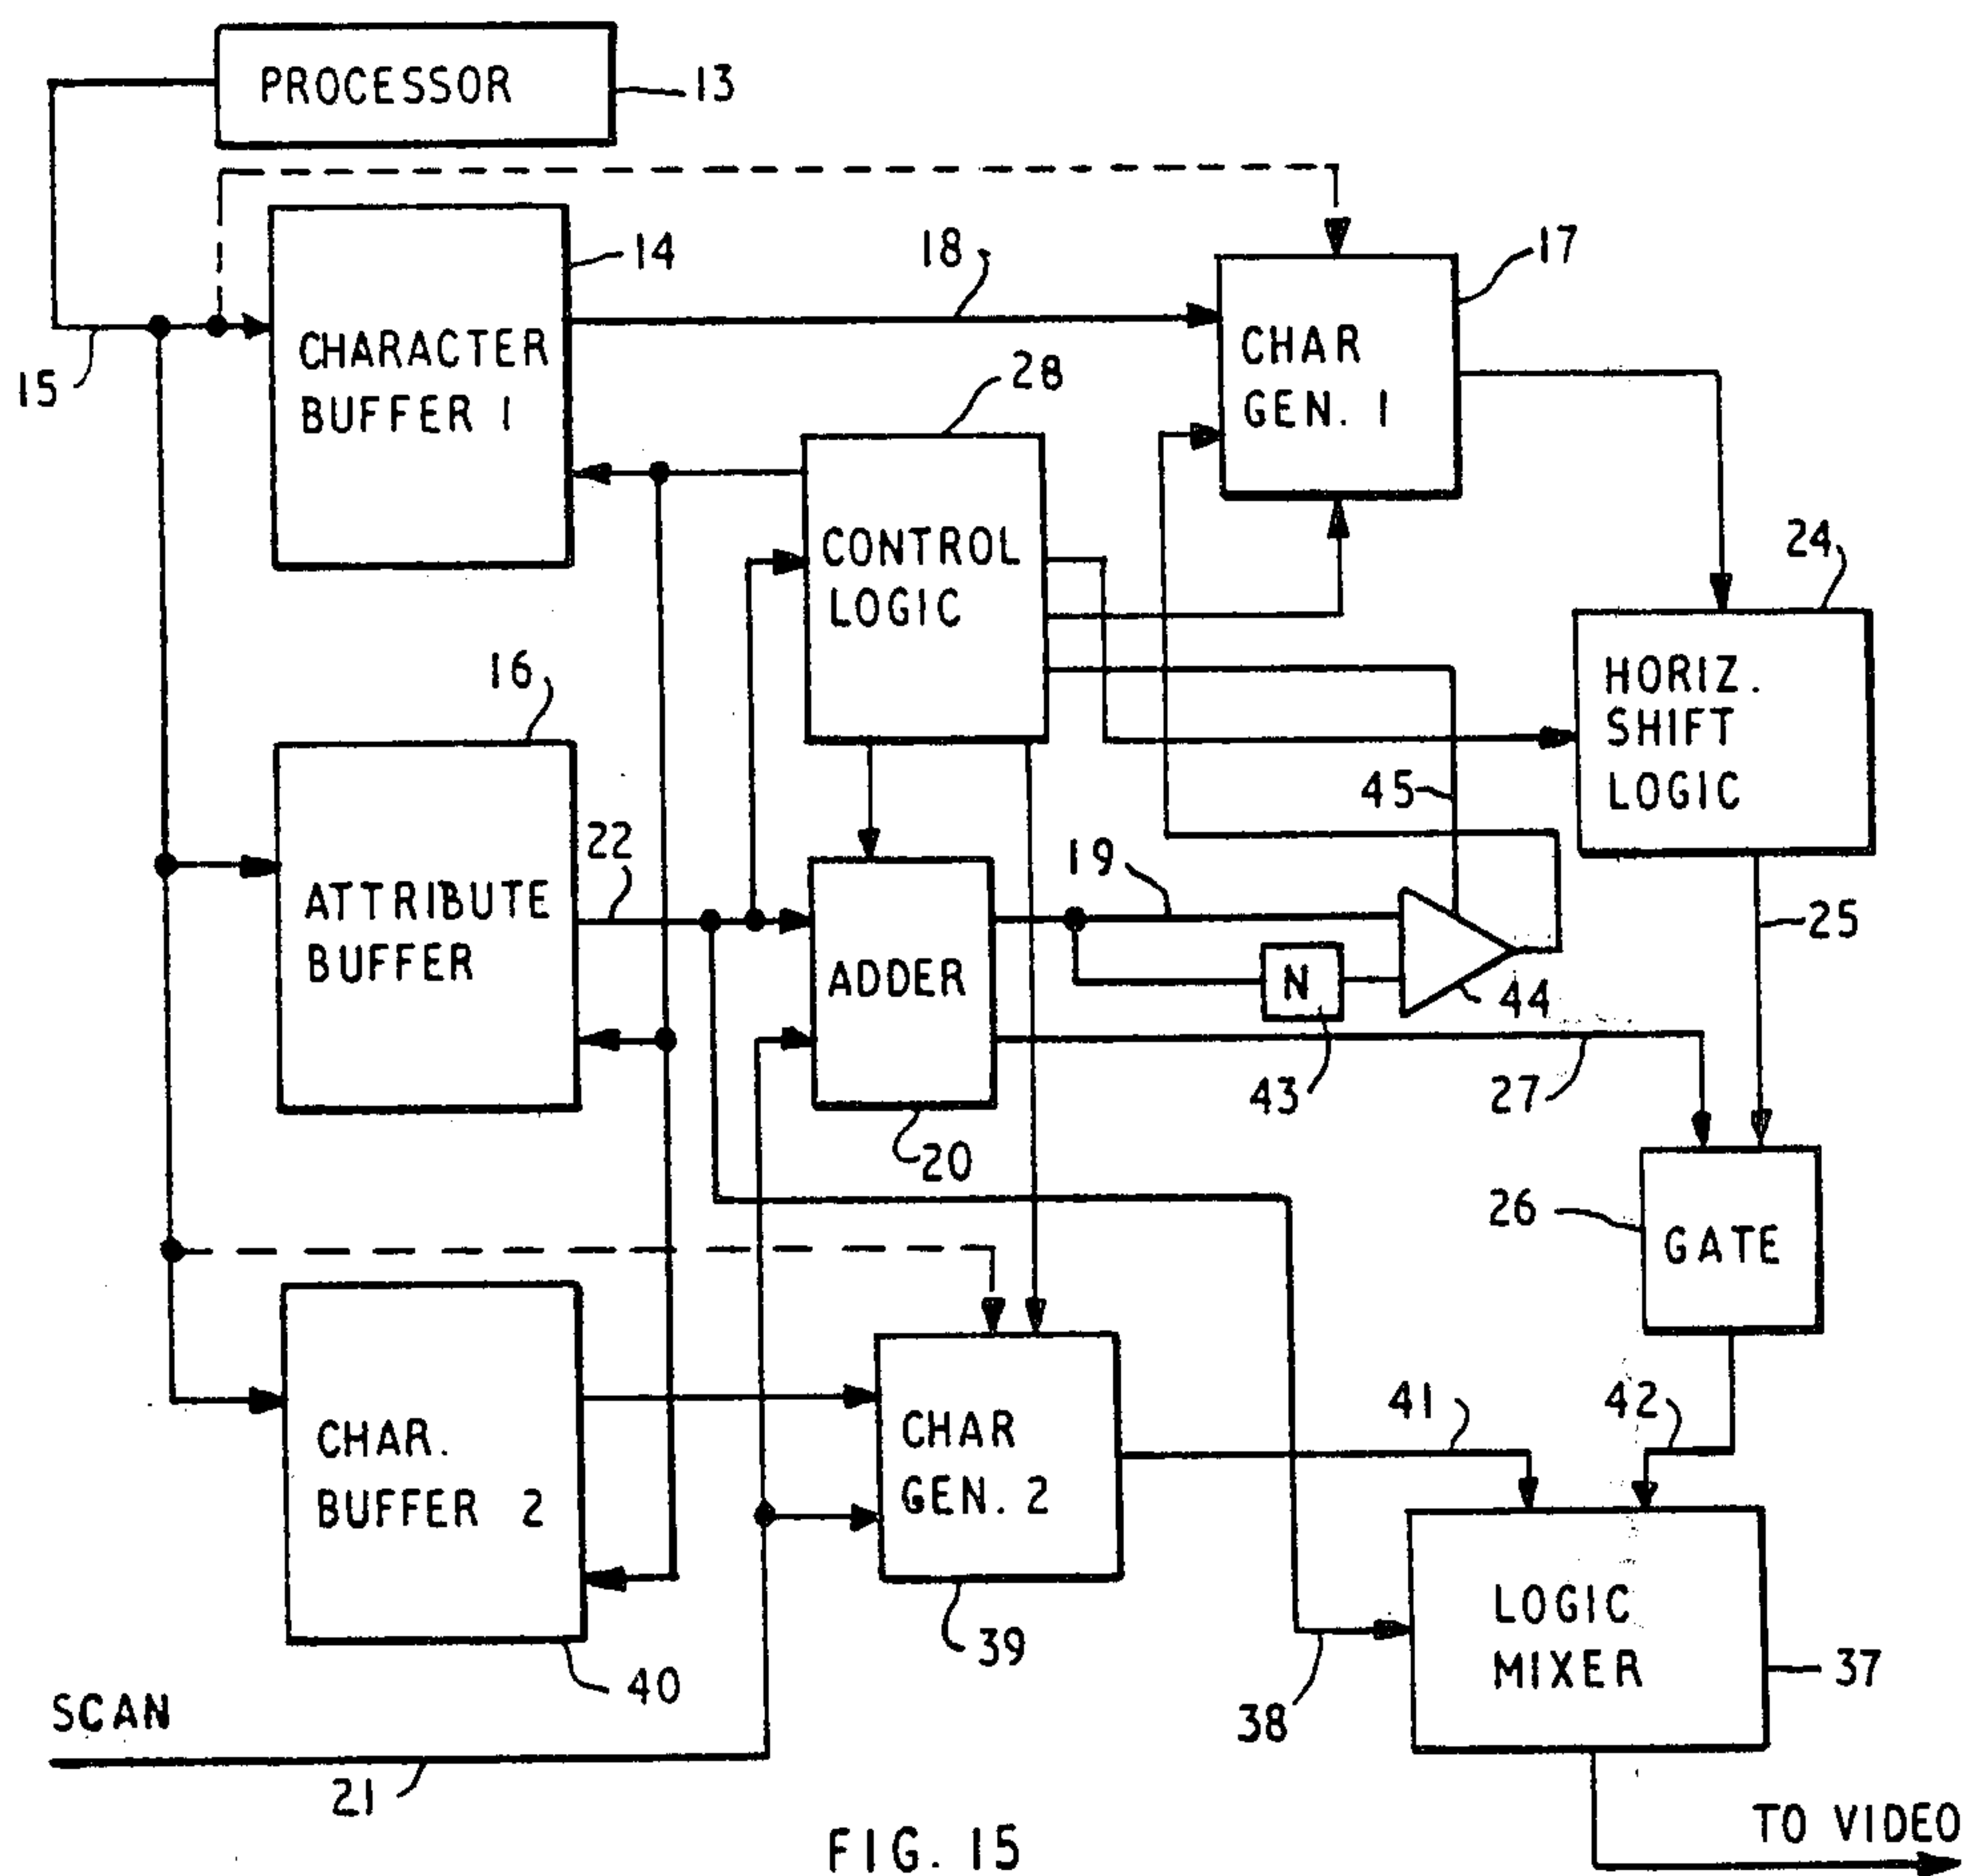 PROCESSOR
13
14
18
17
CHARACTER
BUFFER 1
CHAR
GEN. 1
15
28
CONTROL
LOGIC
24
HORIZ.
SHIFT
LOGIC
16
45
22
19
25
ATTRIBUTE
BUFFER
ADDER
N
44
43
27
20
26
GATE
41
42
CHAR.
BUFFER 2
CHAR
GEN. 2
LOGIC
MIXER
39
37
40
38
SCAN
21
TO VIDEO
FIG. 15